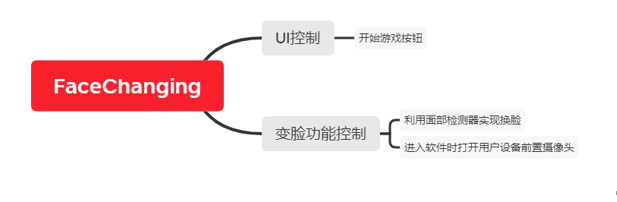 FaceChanging
UI控制
开始游戏按钮
变脸功能控制
利用面部检测器实现换脸
进入软件时打开用户设备前置摄像头